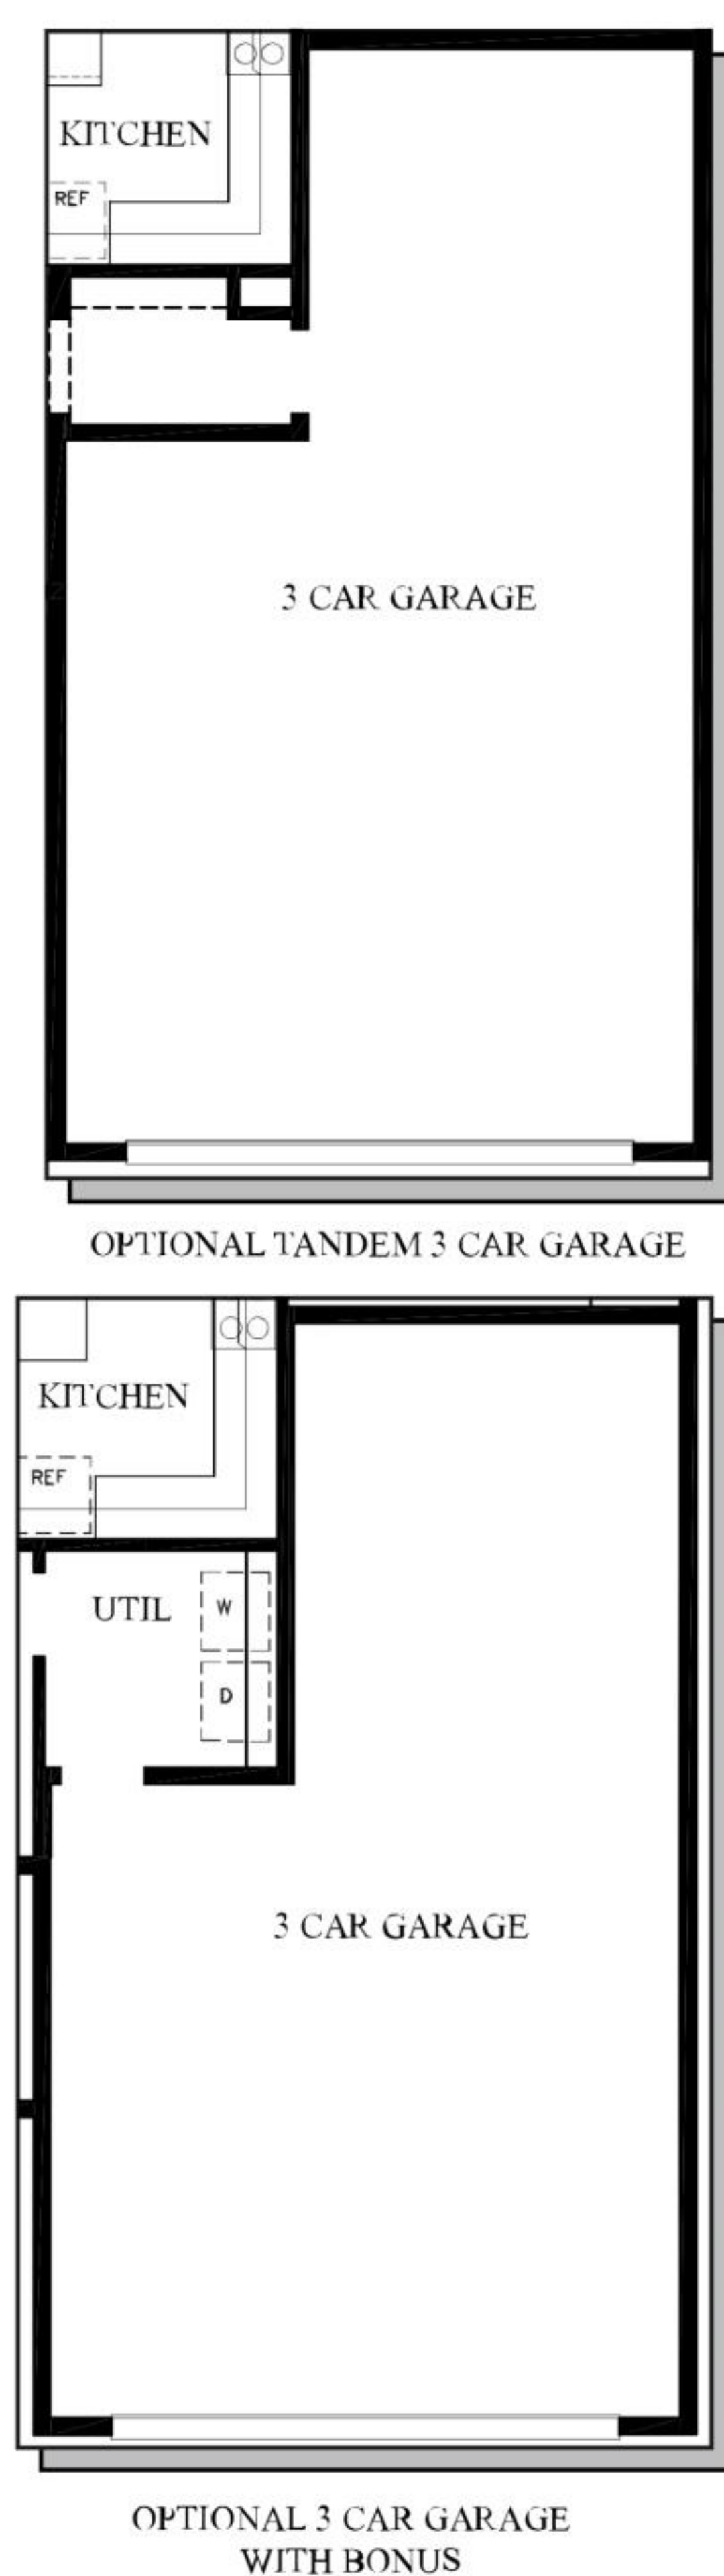 KITCHEN
REF
3 CAR GARAGE
OPTIONAL TANDEM 3 CAR GARAGE
KITCHEN
REF
UTIL
W
D
3 CAR GARAGE
OPTIONAL 3 CAR GARAGE
WITH BONUS